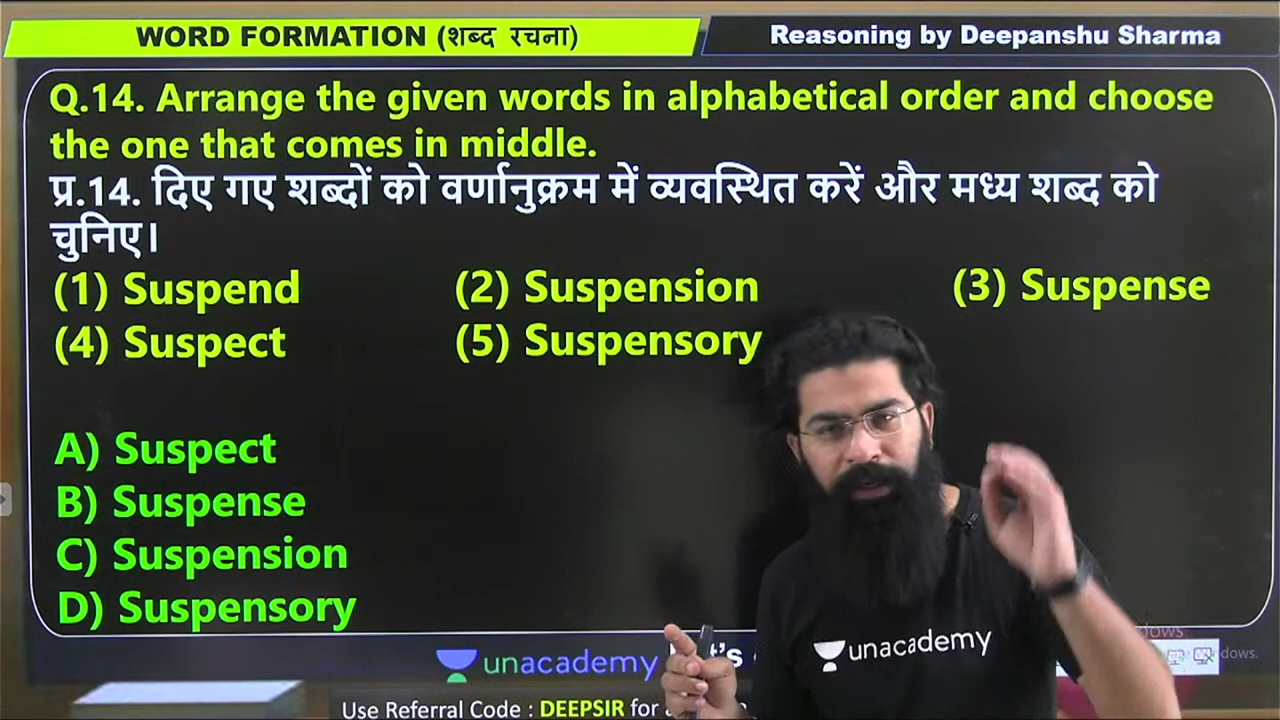 WORD FORMATION (शब्द रचना)
Reasoning by Deepanshu Sharma
Q.14. Arrange the given words in alphabetical order and choose
the one that comes in middle.
प्र.14. दिए गए शब्दों को वर्णानुक्रम में व्यवस्थित करें और मध्य शब्द को
चुनिए।
(1) Suspend (2) Suspension (3) Suspense
(4) Suspect (5) Suspensory
A) Suspect
B) Suspense
C) Suspension
D) Suspensory
unacademy
unacademy
Use Referral Code : DEEPSIR for